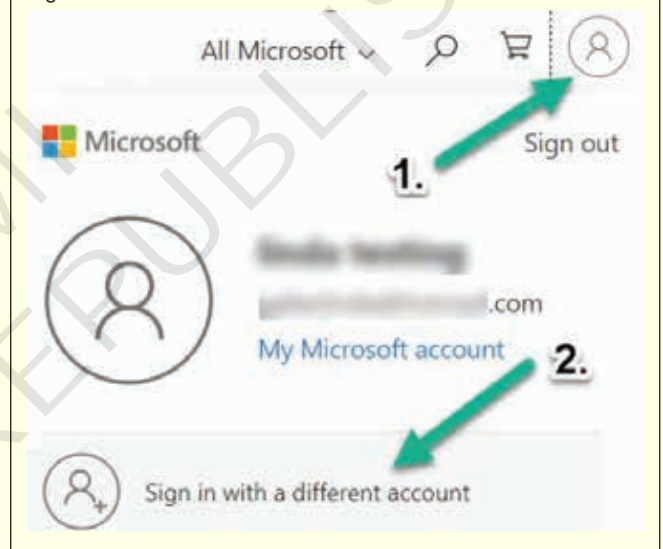 All Microsoft
1.
Microsoft
Sign out
.com
My Microsoft account
2.
Sign in with a different account